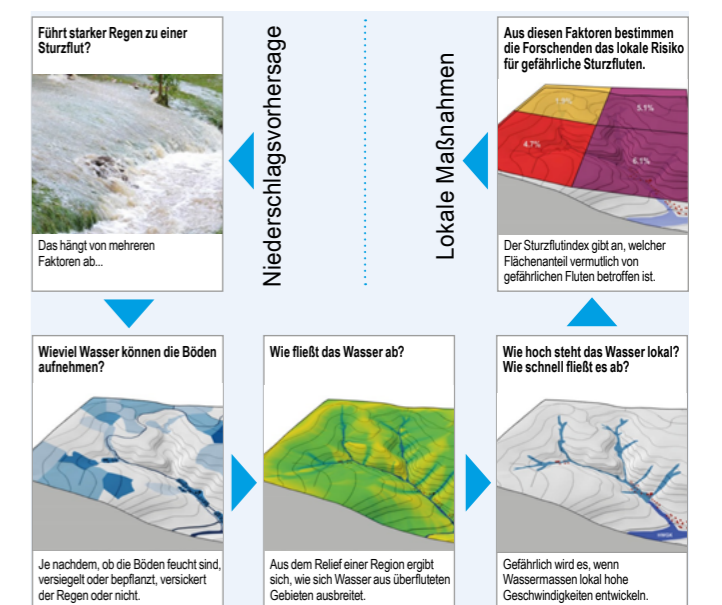 Führt starker Regen zu einer
Sturzflut?
Das hängt von mehreren
Faktoren ab...
Niederschlagsvorhersage
Lokale Maßnahmen
Aus diesen Faktoren bestimmen
die Forschenden das lokale Risiko
für gefährliche Sturzfluten.
5.1%
4.7%
6.1%
Der Sturzflutindex gibt an, welcher
Flächenanteil vermutlich von
gefährlichen Fluten betroffen ist.
Wieviel Wasser können die Böden
aufnehmen?
Je nachdem, ob die Böden feucht sind,
versiegelt oder bepflanzt, versickert
der Regen oder nicht.
Wie fließt das Wasser ab?
Aus dem Relief einer Region ergibt
sich, wie sich Wasser aus überfluteten
Gebieten ausbreitet.
Wie hoch steht das Wasser lokal?
Wie schnell fließt es ab?
Gefährlich wird es, wenn
Wassermassen lokal hohe
Geschwindigkeiten entwickeln.